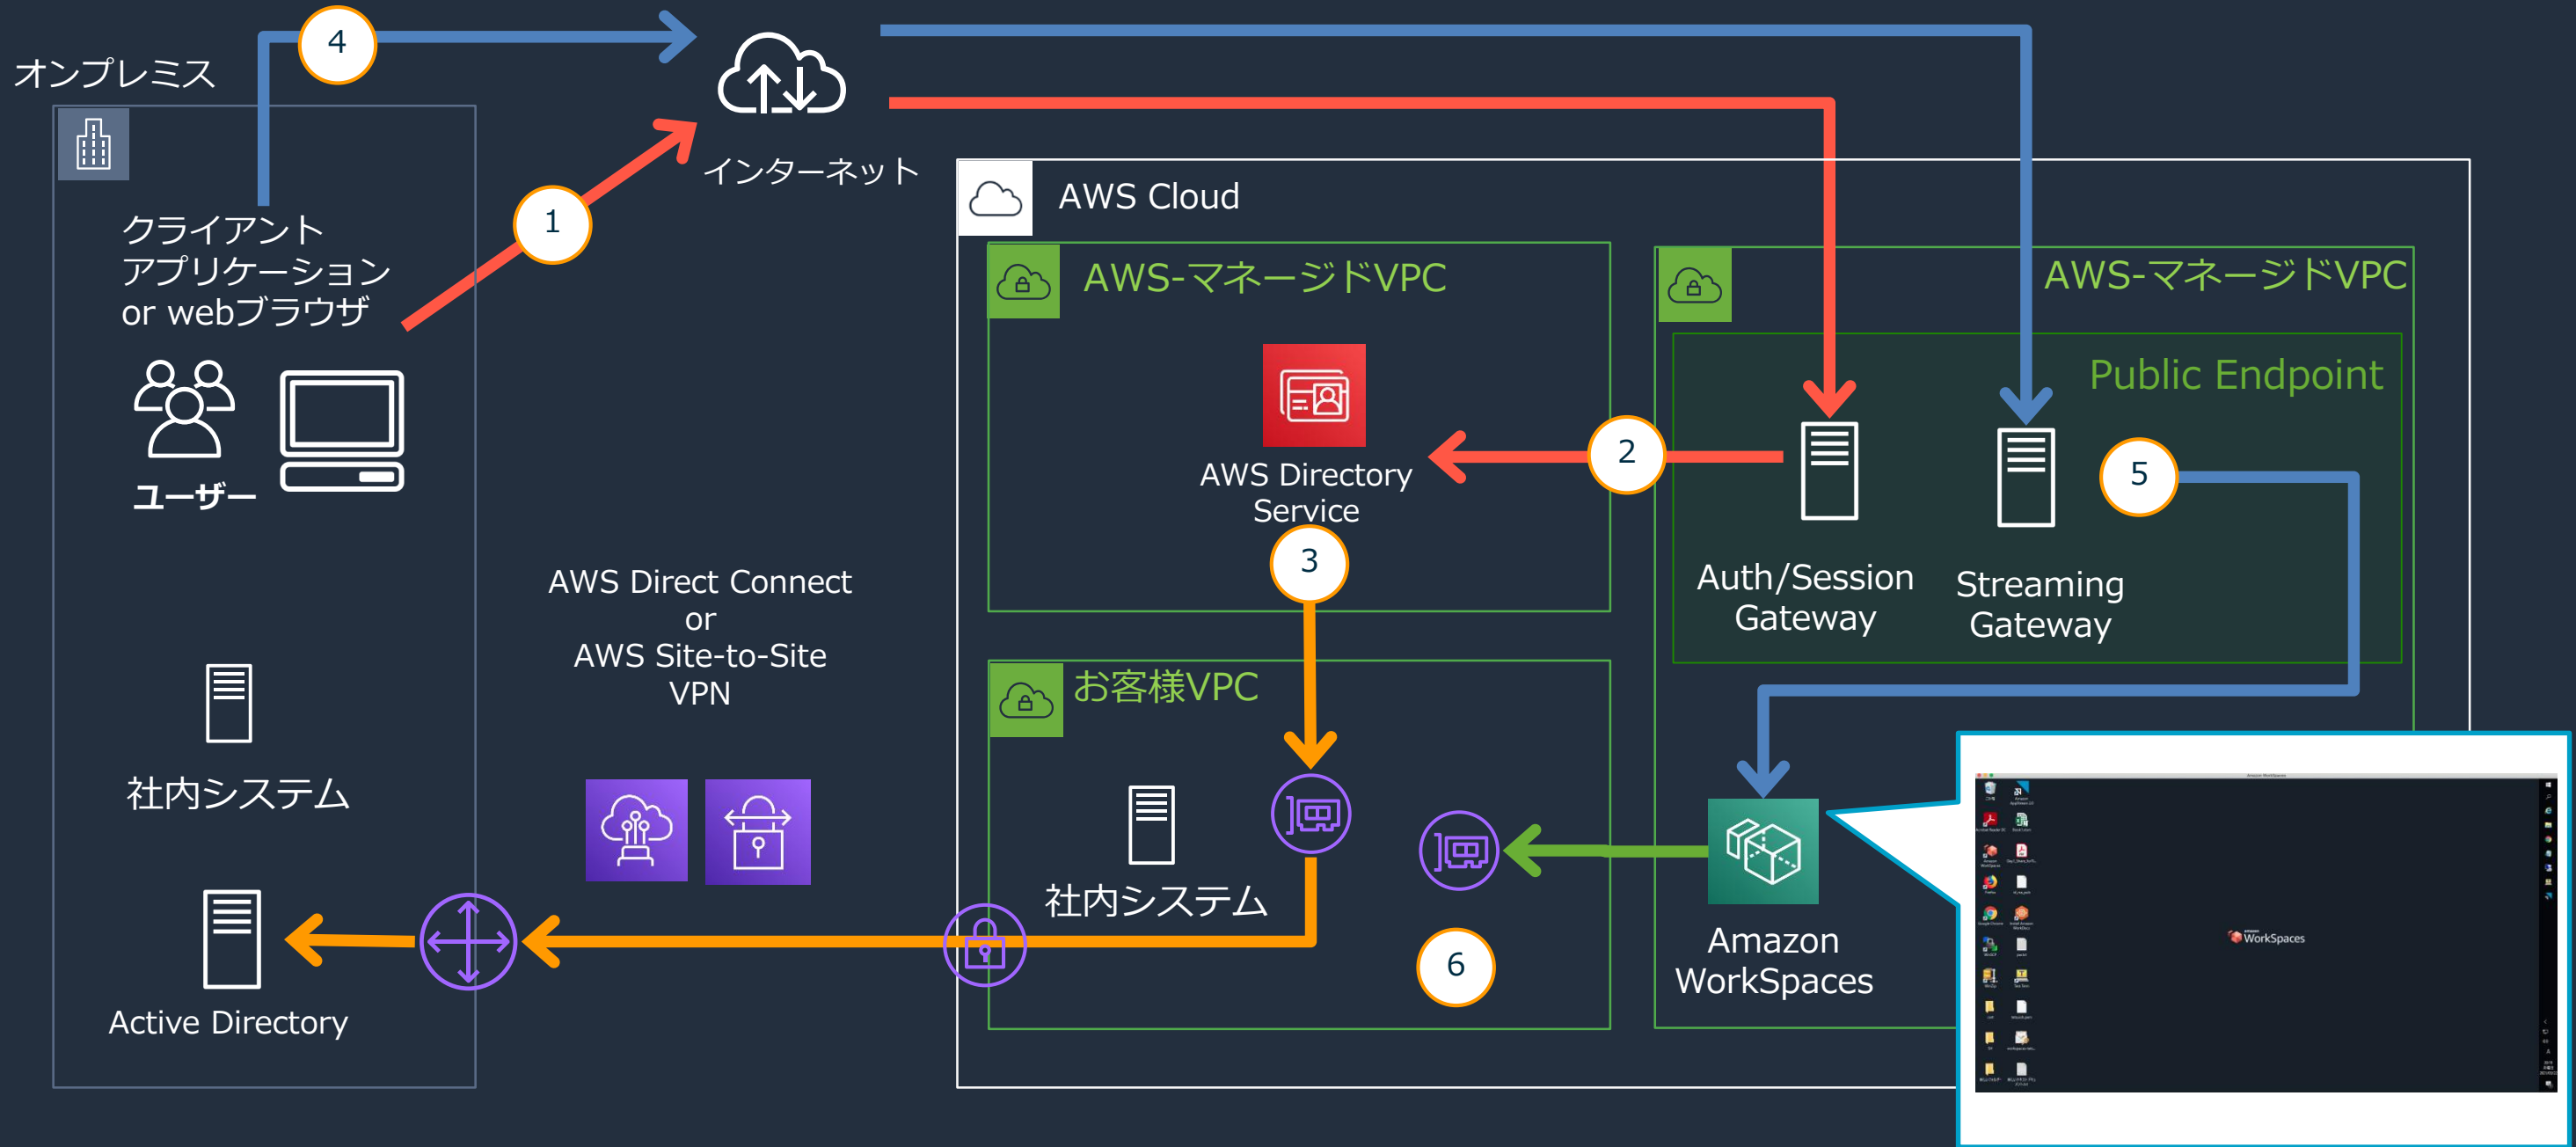 4
オンプレミス
インターネット
1
クライアント
アプリケーション
or webブラウザ
ユーザー
AWS Cloud
AWS-マネージドVPC
AWS-マネージドVPC
Public Endpoint
AWS Directory
Service
2
5
3
Auth/Session
Gateway
Streaming
Gateway
AWS Direct Connect
or
AWS Site-to-Site
VPN
お客様VPC
社内システム
社内システム
6
Amazon
WorkSpaces
Active Directory
Amazon WorkSpaces
WorkSpaces